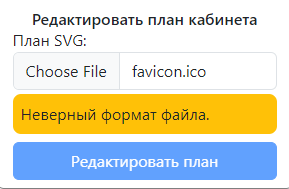 Редактировать план кабинета
План SVG:
Choose File favicon.ico
Неверный формат файла.
Редактировать план